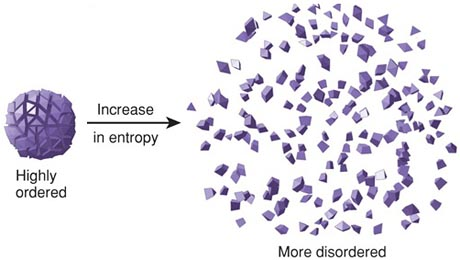 Increase
in entropy
Highly
ordered
More disordered